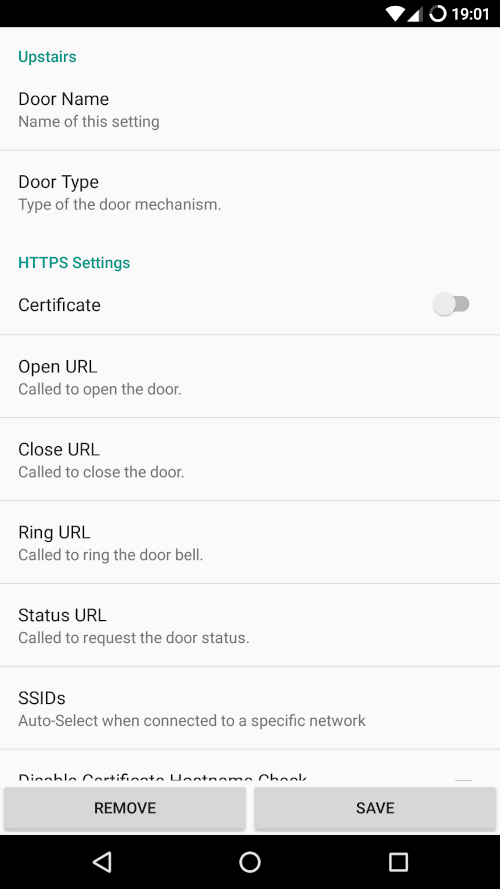 19:01
Upstairs
Door Name
Name of this setting
Door Type
Type of the door mechanism.
HTTPS Settings
Certificate
Open URL
Called to open the door.
Close URL
Called to close the door.
Ring URL
Called to ring the door bell.
Status URL
Called to request the door status.
SSIDs
Auto-Select when connected to a specific network
Disable Certificate Hostname Check
REMOVE SAVE